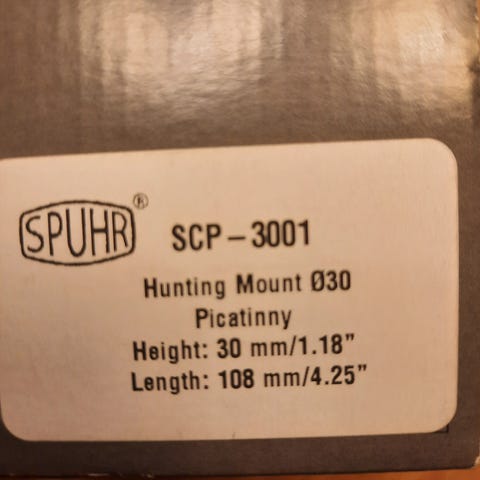 SPUHR®
SCP-3001
Hunting Mount Ø30
Picatinny
Height: 30 mm/1.18"
Length: 108 mm/4.25"